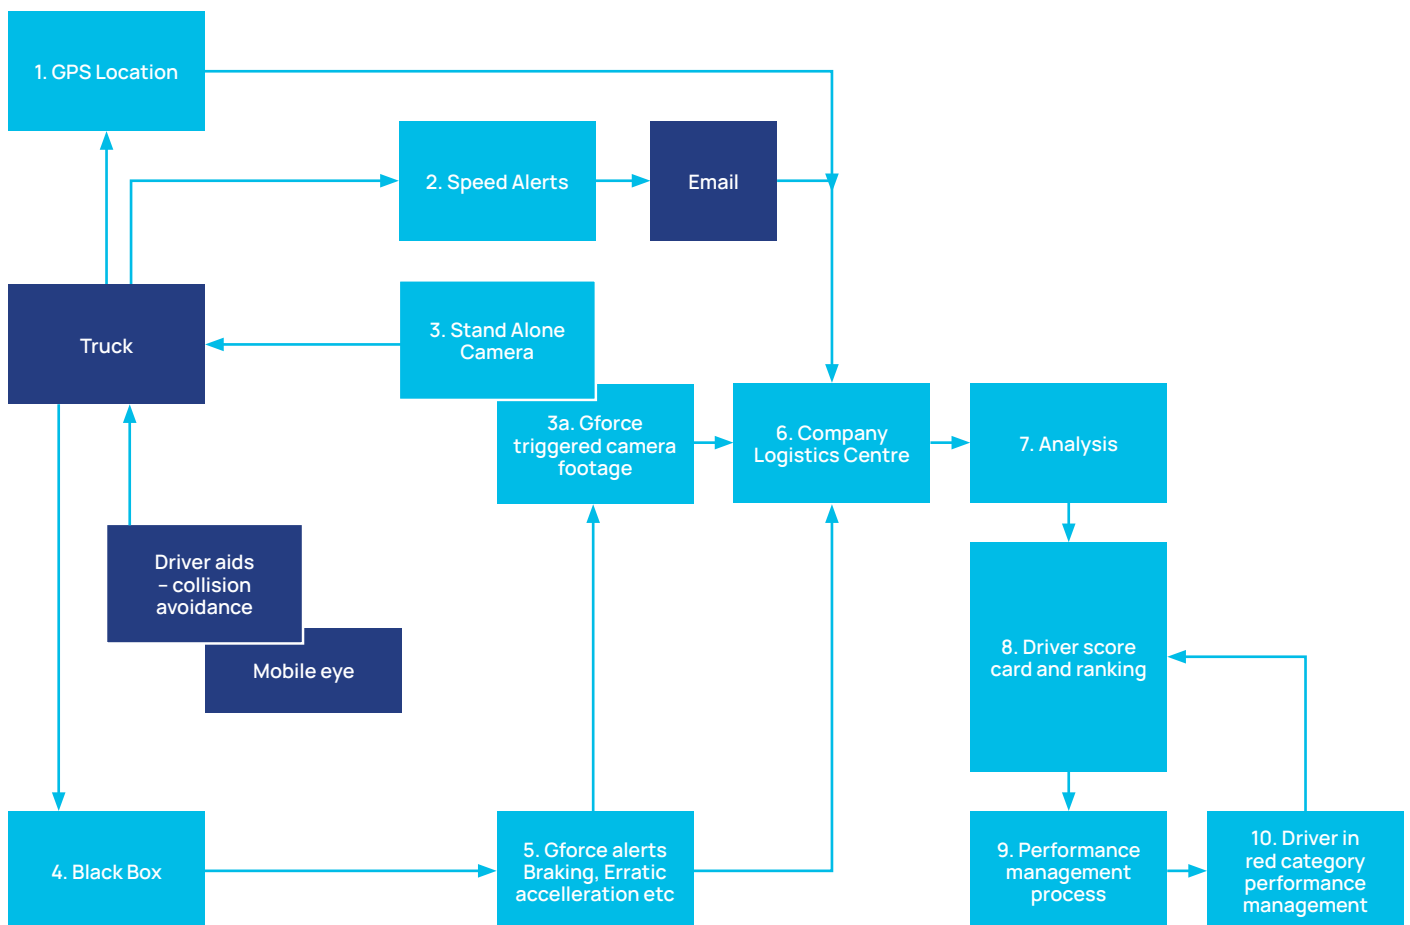 1. GPS Location
2. Speed Alerts
Email
Truck
3. Stand Alone
Camera
3a. Gforce
triggered camera
footage
6. Company
Logistics Centre
7. Analysis
Driver aids
– collision
avoidance
Mobile eye
8. Driver score
card and ranking
4. Black Box
5. Gforce alerts
Braking, Erratic
accelleration etc
9. Performance
management
process
10. Driver in
red category
performance
management